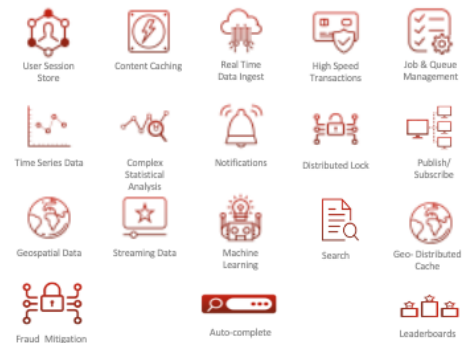 User Session
Store
Content Caching
Real Time
Data Ingest
High Speed
Transactions
Job & Queue
Management
Time Series Data
Complex
Statistical
Analysis
Notifications
Distributed Lock
Publish/
Subscribe
Geospatial Data
Streaming Data
Machine
Learning
Search
Geo- Distributed
Cache
Fraud Mitigation
Auto-complete
Leaderboards